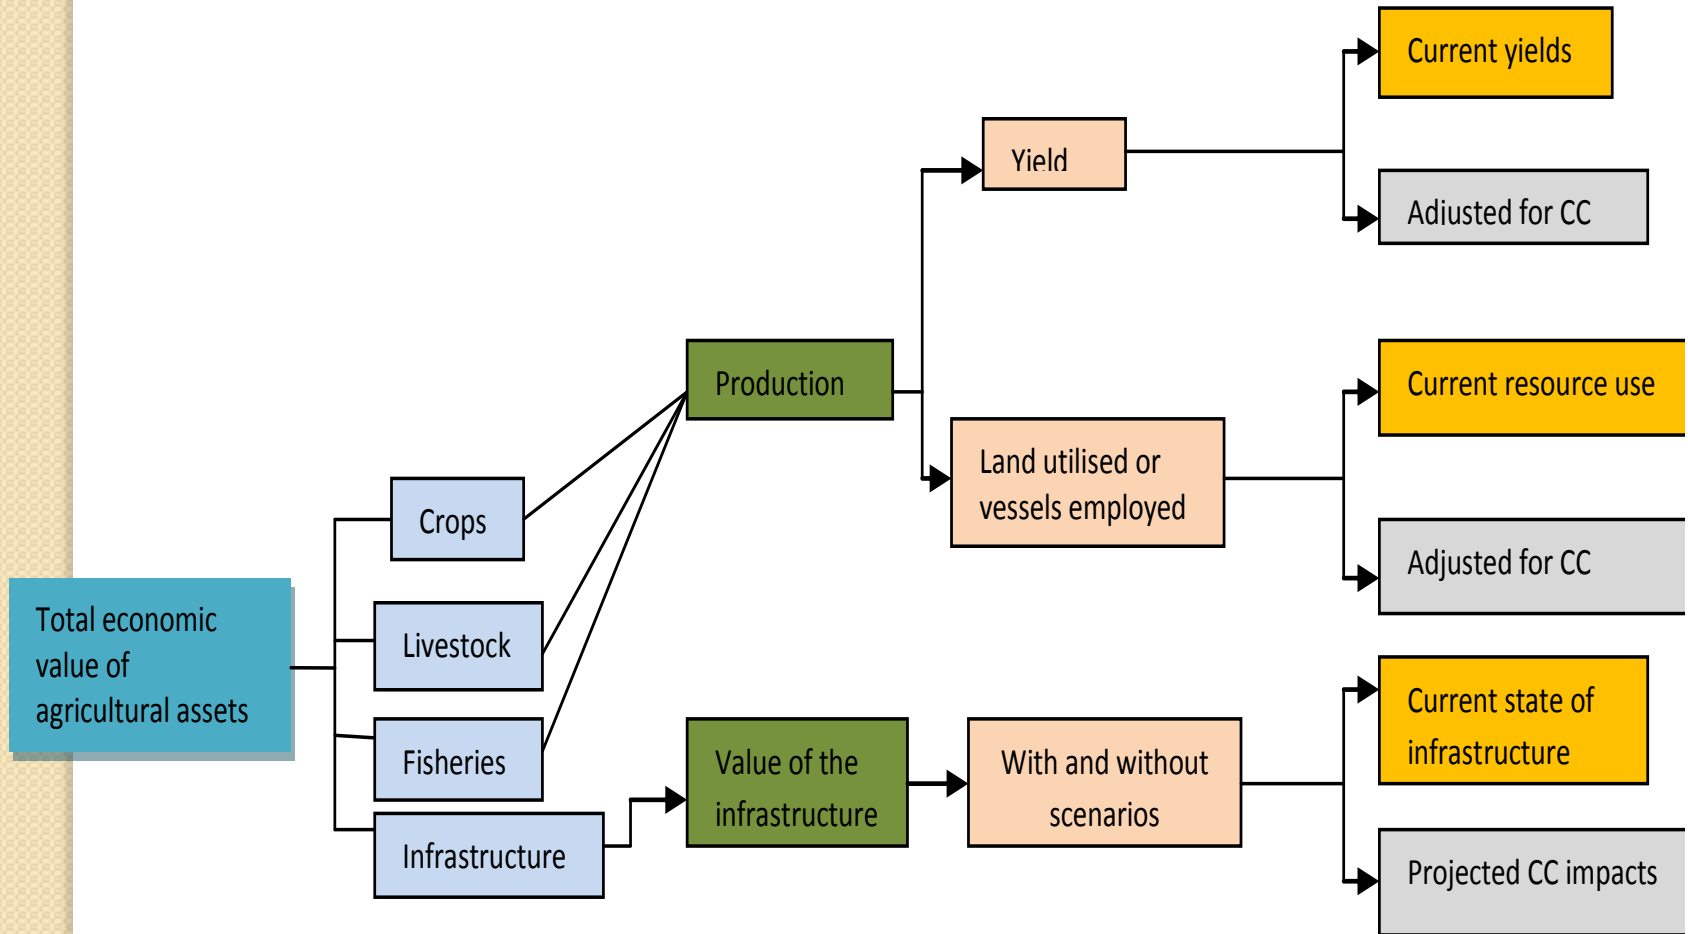 Current yields
Yield
Adjusted for CC
Production
Current resource use
Land utilised or
vessels employed
Crops
Adjusted for CC
Total economic
value of
agricultural assets
Livestock
Fisheries
Value of the
infrastructure
With and without
scenarios
Current state of
infrastructure
Infrastructure
Projected CC impacts